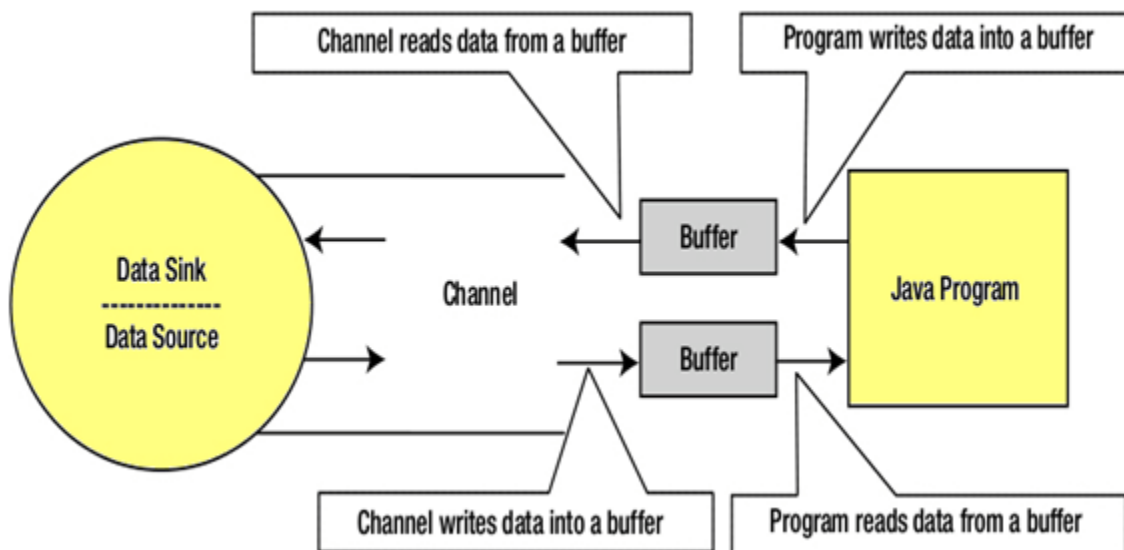 Channel reads data from a buffer
Program writes data into a buffer
Data Sink
--------------
Data Source
Channel
Buffer
Buffer
Java Program
Channel writes data into a buffer
Program reads data from a buffer